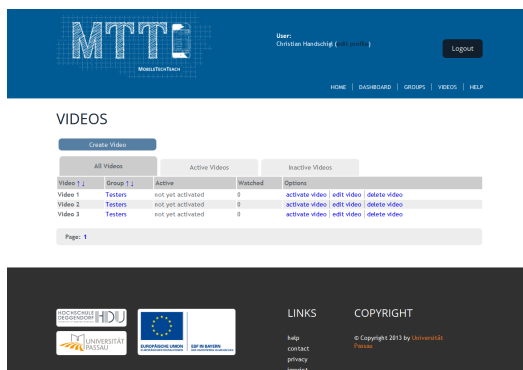 MTT
MobileTechTeach
User:
Christian Handschigl (edit profile)
Logout
HOME | DASHBOARD | GROUPS | VIDEOS | HELP
VIDEOS
Create Video
All Videos Active Videos Inactive Videos
Video ↑ ↓ Group ↑ ↓ Active Watched Options
Video 1 Testers not yet activated 0 activate video | edit video | delete video
Video 2 Testers not yet activated 0 activate video | edit video | delete video
Video 3 Testers not yet activated 0 activate video | edit video | delete video
Page: 1
HOCHSCHULE
DEGGENDORF HDU
UNIVERSITÄT
PASSAU
EUROPÄISCHE UNION
ESF IN BAYERN
LINKS
help
contact
privacy
imprint
COPYRIGHT
© Copyright 2013 by Universität
Passau